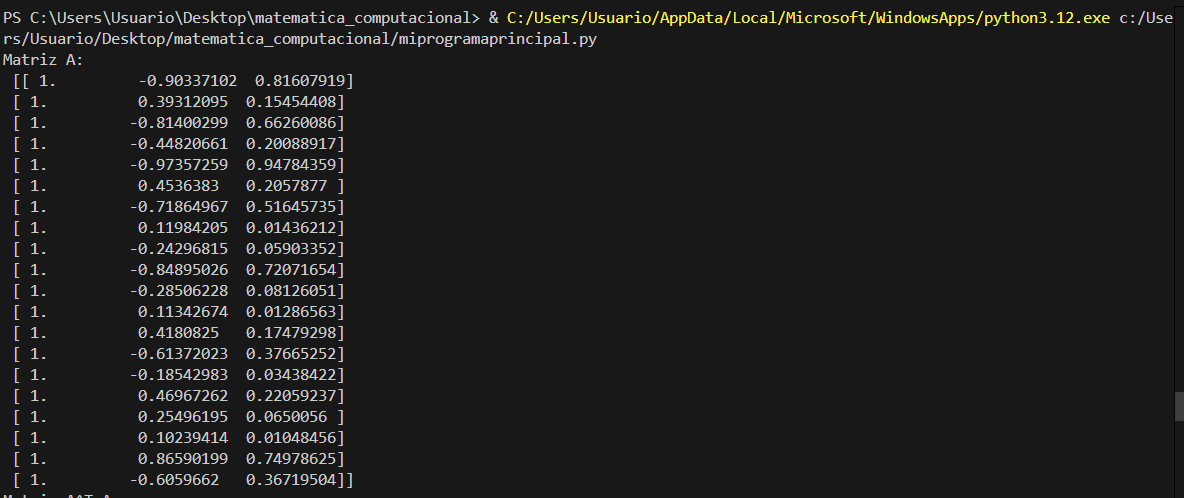 PS C:\Users\Usuario\Desktop\matematica_computacional> & C:/Users/Usuario/AppData/Local/Microsoft/WindowsApps/python3.12.exe c:/Use
rs/Usuario/Desktop/matematica_computacional/miprogramaprincipal.py
Matriz A:
[[ 1.         -0.90337102  0.81607919]
[ 1.          0.39312095  0.15454408]
[ 1.         -0.81400299  0.66260086]
[ 1.         -0.44820661  0.20088917]
[ 1.         -0.97357259  0.94784359]
[ 1.          0.4536383   0.2057877 ]
[ 1.         -0.71864967  0.51645735]
[ 1.          0.11984205  0.01436212]
[ 1.         -0.24296815  0.05903352]
[ 1.         -0.84895026  0.72071654]
[ 1.         -0.28506228  0.08126051]
[ 1.          0.11342674  0.01286563]
[ 1.          0.4180825   0.17479298]
[ 1.         -0.61372023  0.37665252]
[ 1.         -0.18542983  0.03438422]
[ 1.          0.46967262  0.22059237]
[ 1.          0.25496195  0.0650056 ]
[ 1.          0.10239414  0.01048456]
[ 1.          0.86590199  0.74978625]
[ 1.         -0.6059662   0.36719504]]